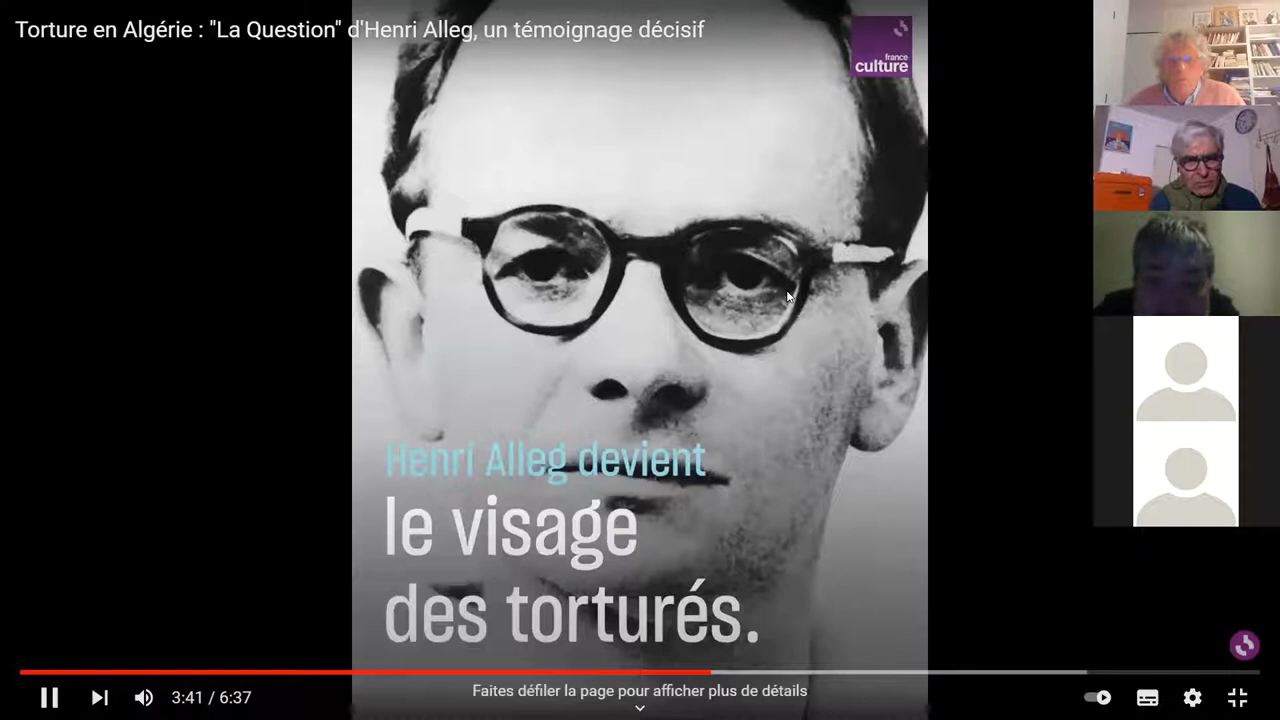 Torture en Algérie : "La Question" d'Henri Alleg, un témoignage décisif
france
culture
Henri Alleg devient
le visage
des torturés.
3:41 / 6:37
Faites défiler la page pour afficher plus de détails